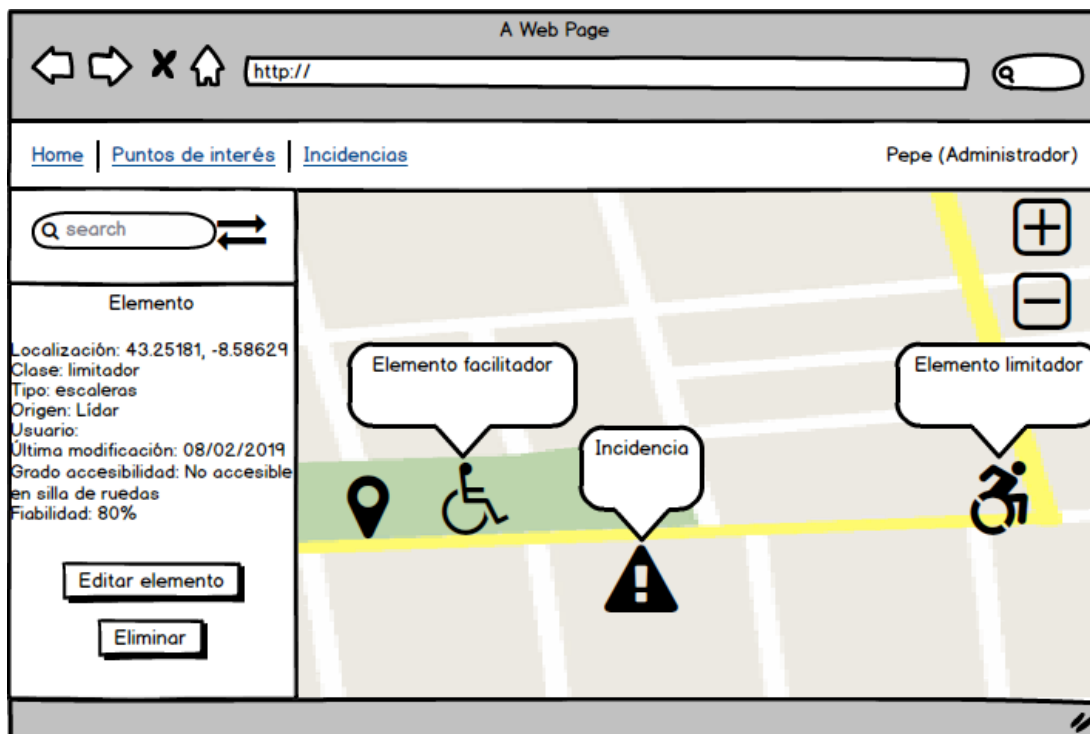 A Web Page
http://
Home Puntos de interés Incidencias Pepe (Administrador)
search
Elemento
Localización: 43.25181, -8.58629
Clase: limitador
Tipo: escaleras
Origen: Lídar
Usuario:
Última modificación: 08/02/2019
Grado accesibilidad: No accesible
en silla de ruedas
Fiabilidad: 80%
Editar elemento
Eliminar
Elemento facilitador
Incidencia
Elemento limitador